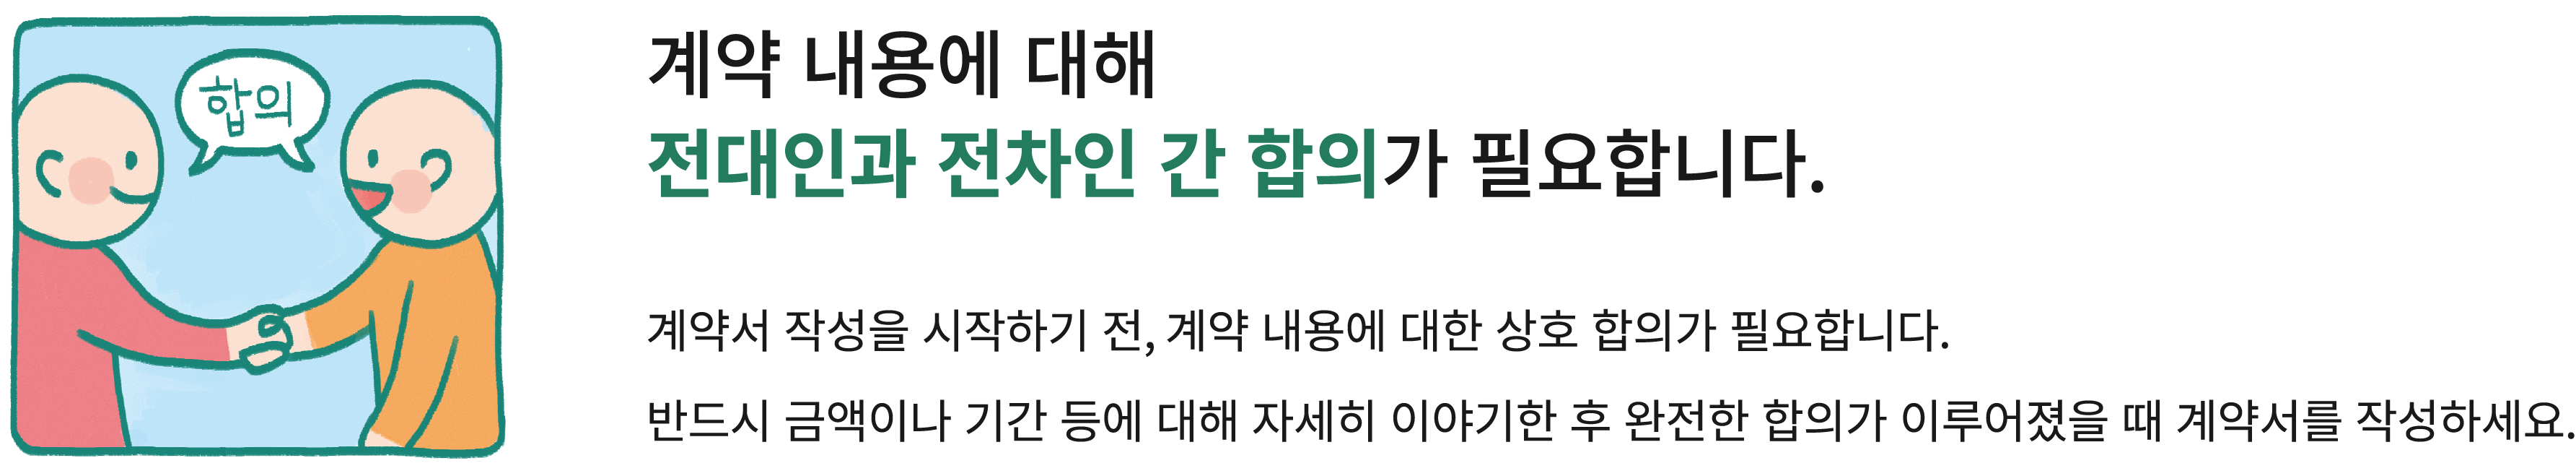 합의
계약 내용에 대해
전대인과 전차인 간 합의가 필요합니다.
계약서 작성을 시작하기 전, 계약 내용에 대한 상호 합의가 필요합니다.
반드시 금액이나 기간 등에 대해 자세히 이야기한 후 완전한 합의가 이루어졌을 때 계약서를 작성하세요.